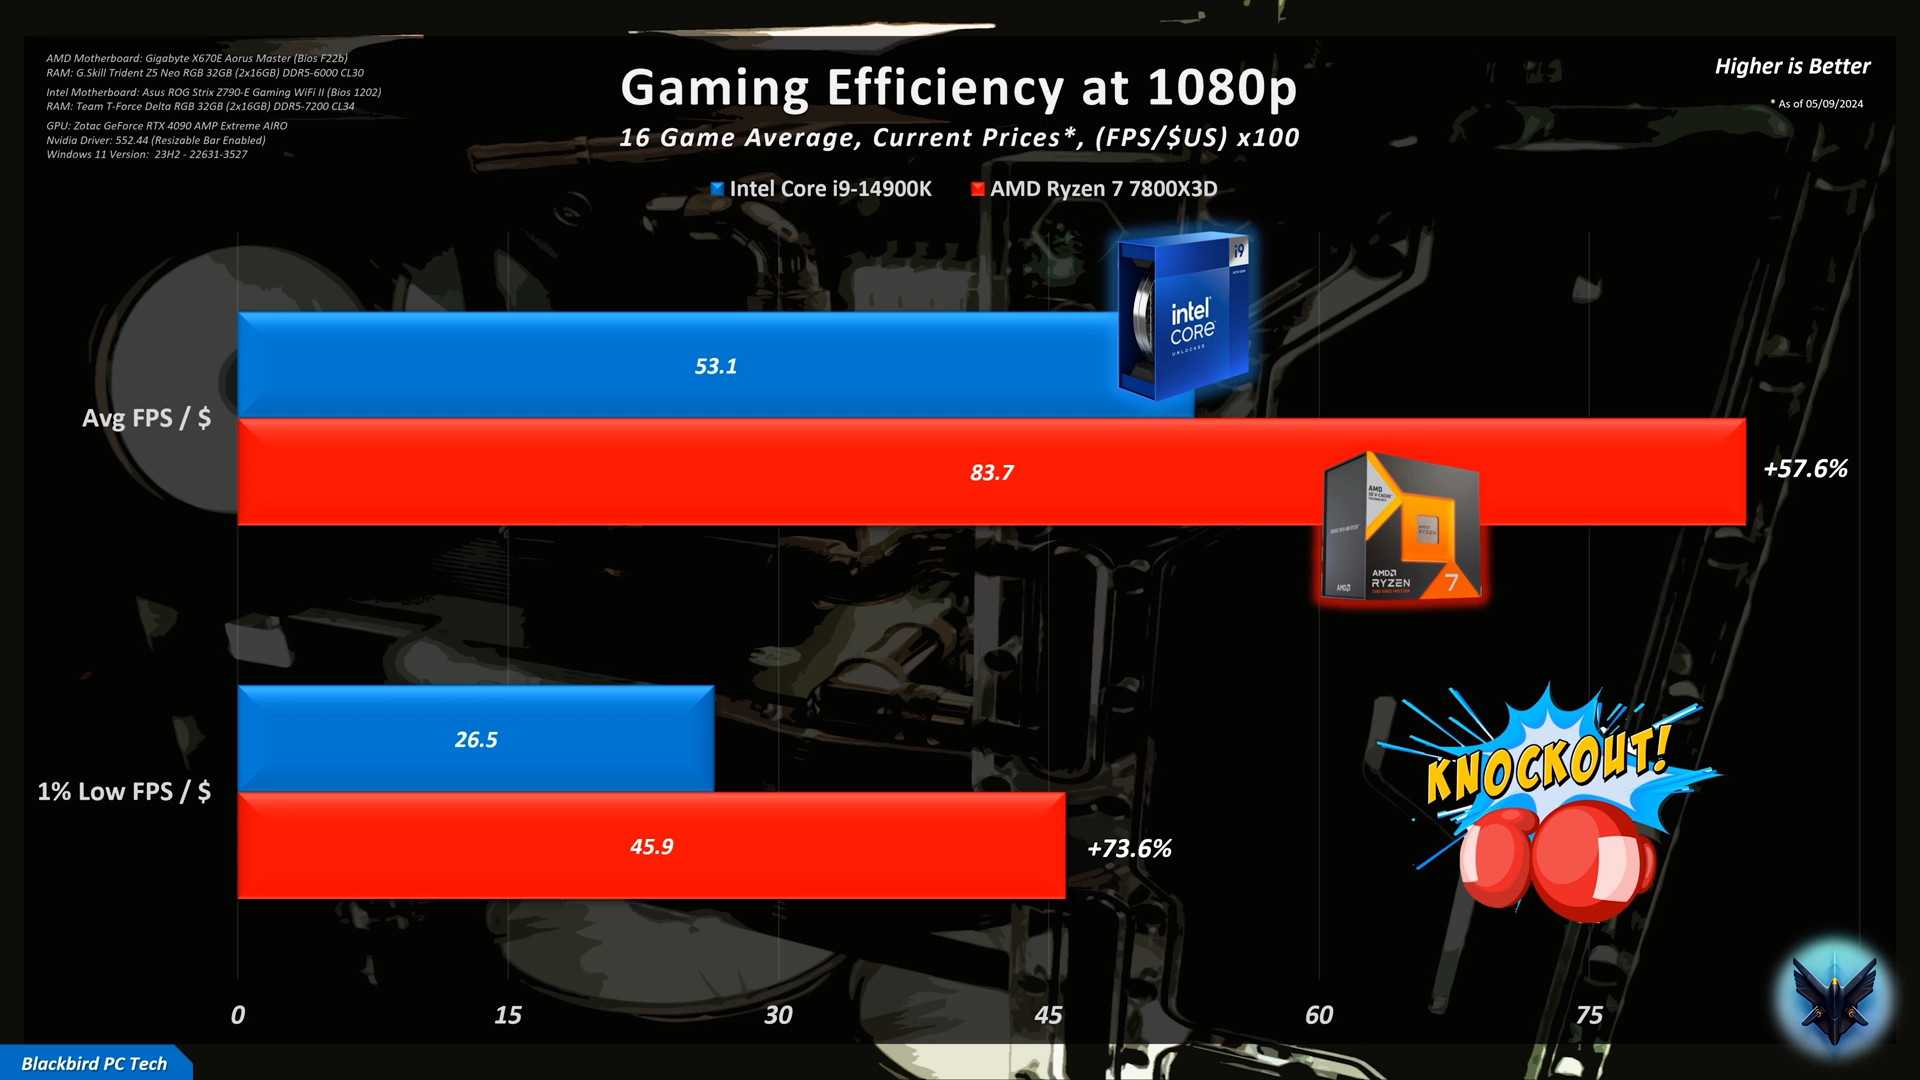 AMD Motherboard: Gigabyte X670E Aorus Master (Bios F22b)
RAM: G.Skill Trident Z5 Neo RGB 32GB (2x16GB) DDR5-6000 CL30
Intel Motherboard: Asus ROG Strix Z790-E Gaming WiFi II (Bios 1202)
RAM: Team T-Force Delta RGB 32GB (2x16GB) DDR5-7200 CL34
GPU: Zotac GeForce RTX 4090 AMP Extreme AIRO
Nvidia Driver: 552.44 (Resizable Bar Enabled)
Windows 11 Version: 23H2 - 22631-3527
Gaming Efficiency at 1080p
16 Game Average, Current Prices*, (FPS/$US) x100
Higher is Better
* As of 05/09/2024
Intel Core i9-14900K
AMD Ryzen 7 7800X3D
i9
intel
CORE
UNLOCKED
53.1
Avg FPS / $
83.7
+57.6%
AMD
3D V-CACHE
TECHNOLOGY
AMD
RYZEN
7
AMD
26.5
1% Low FPS / $
45.9
+73.6%
KNOCKOUT!
0
15
30
45
60
75
Blackbird PC Tech